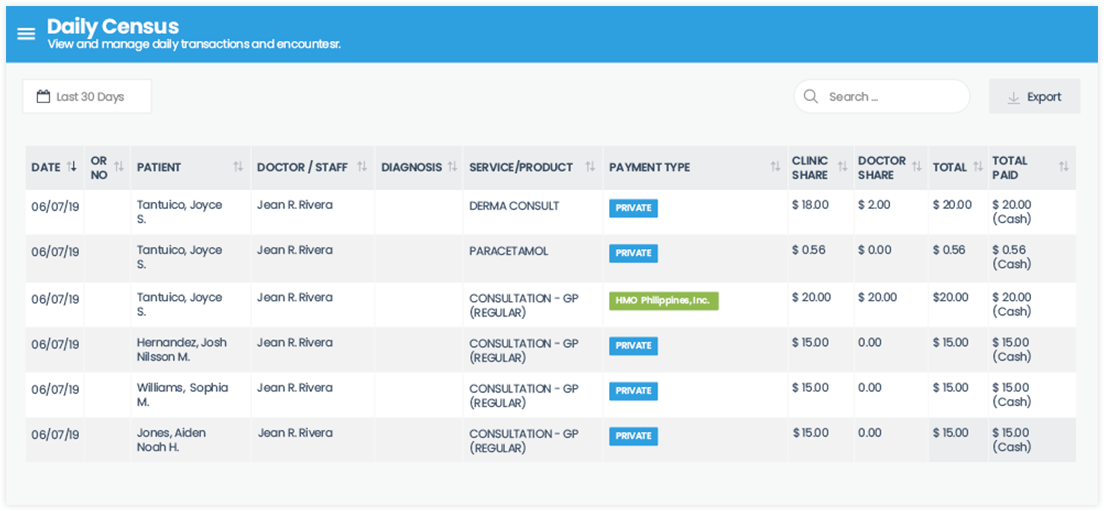 Daily Census
View and manage daily transactions and encountesr.
Last 30 Days
Search ...
Export
DATE OR NO PATIENT DOCTOR / STAFF DIAGNOSIS SERVICE/PRODUCT PAYMENT TYPE CLINIC SHARE DOCTOR SHARE TOTAL TOTAL PAID
06/07/19 Tantuico, Joyce S. Jean R. Rivera DERMA CONSULT PRIVATE $ 18.00 $ 2.00 $ 20.00 $ 20.00 (Cash)
06/07/19 Tantuico, Joyce S. Jean R. Rivera PARACETAMOL PRIVATE $ 0.56 $ 0.00 $ 0.56 $ 0.56 (Cash)
06/07/19 Tantuico, Joyce S. Jean R. Rivera CONSULTATION - GP (REGULAR) HMO Philippines, Inc. $ 20.00 $ 20.00 $20.00 $ 20.00 (Cash)
06/07/19 Hernandez, Josh Nilsson M. Jean R. Rivera CONSULTATION - GP (REGULAR) PRIVATE $ 15.00 0.00 $ 15.00 $ 15.00 (Cash)
06/07/19 Williams, Sophia M. Jean R. Rivera CONSULTATION - GP (REGULAR) PRIVATE $ 15.00 0.00 $ 15.00 $ 15.00 (Cash)
06/07/19 Jones, Aiden Noah H. Jean R. Rivera CONSULTATION - GP (REGULAR) PRIVATE $ 15.00 0.00 $ 15.00 $ 15.00 (Cash)